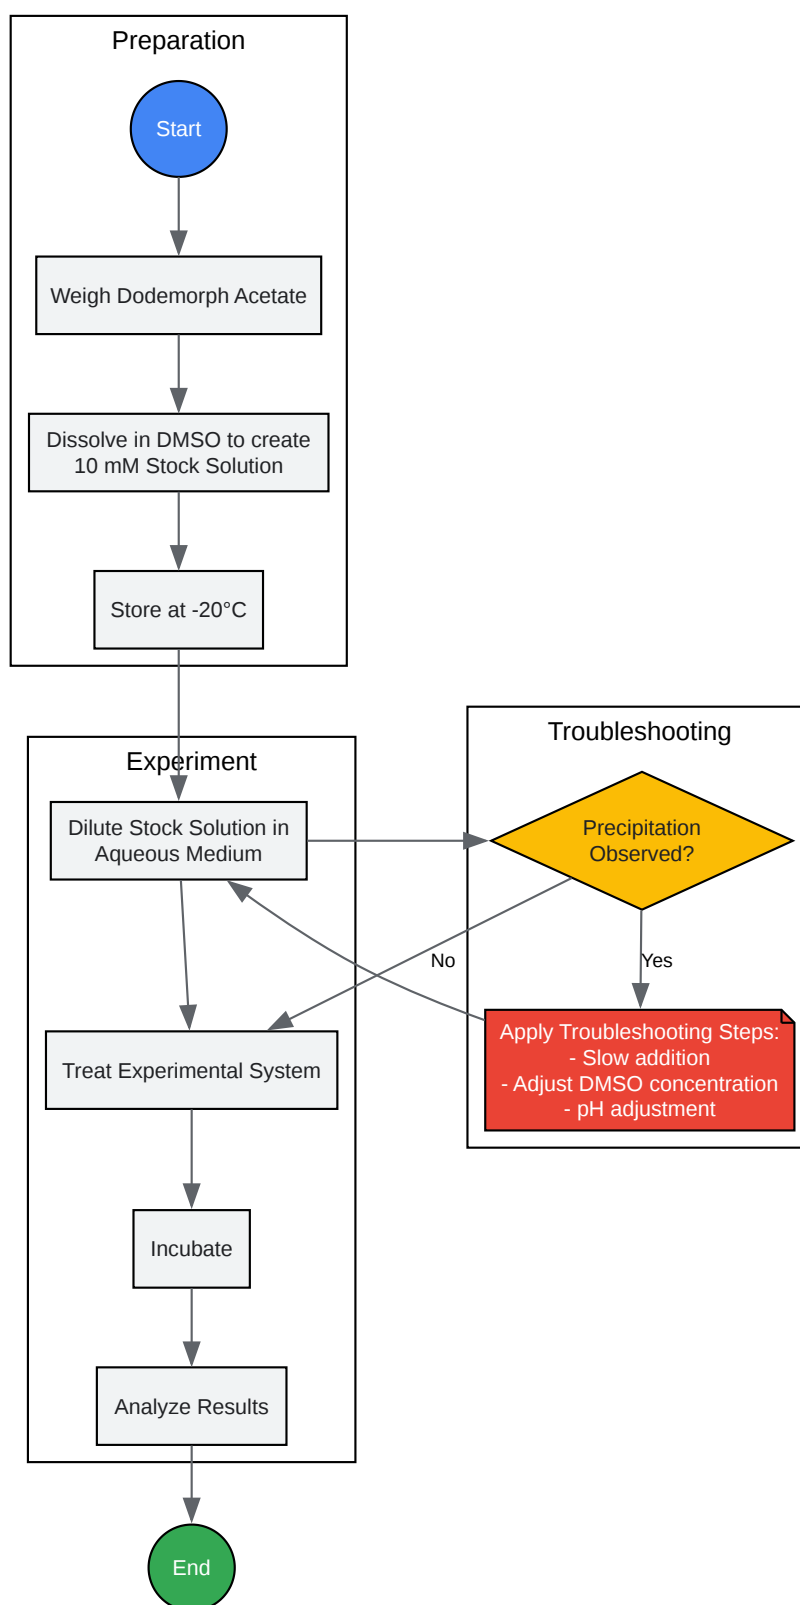 Preparation
Start
Weigh Dodemorph Acetate
Dissolve in DMSO to create
10 mM Stock Solution
Store at -20°C
Experiment
Dilute Stock Solution in
Aqueous Medium
Troubleshooting
Precipitation
Observed?
No
Yes
Apply Troubleshooting Steps:
- Slow addition
- Adjust DMSO concentration
- pH adjustment
Treat Experimental System
Incubate
Analyze Results
End